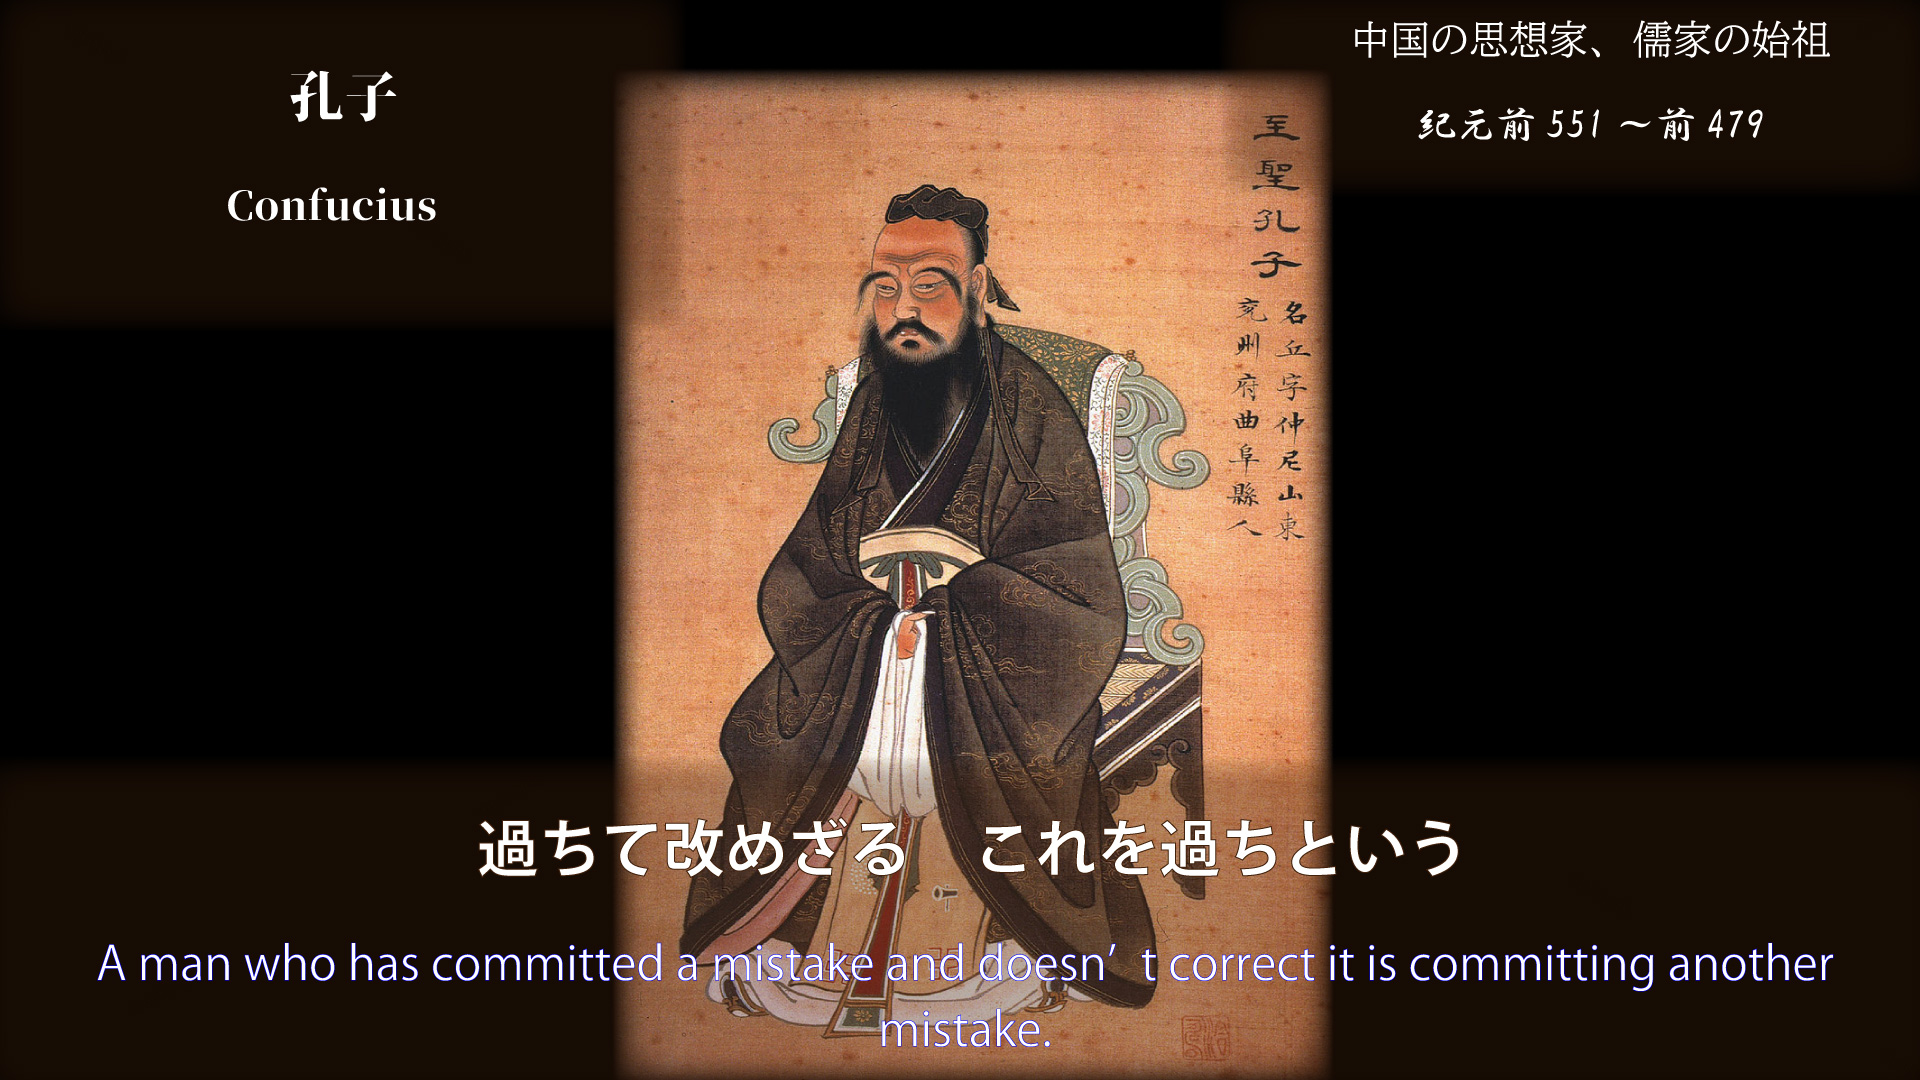 孔子
Confucius
中国の思想家、儒家の始祖
紀元前 551 ～前 479
至聖孔子
名丘字仲尼山東
兗州府曲阜縣人
過ちて改めざる　これを過ちという
A man who has committed a mistake and doesn’t correct it is committing another
mistake.